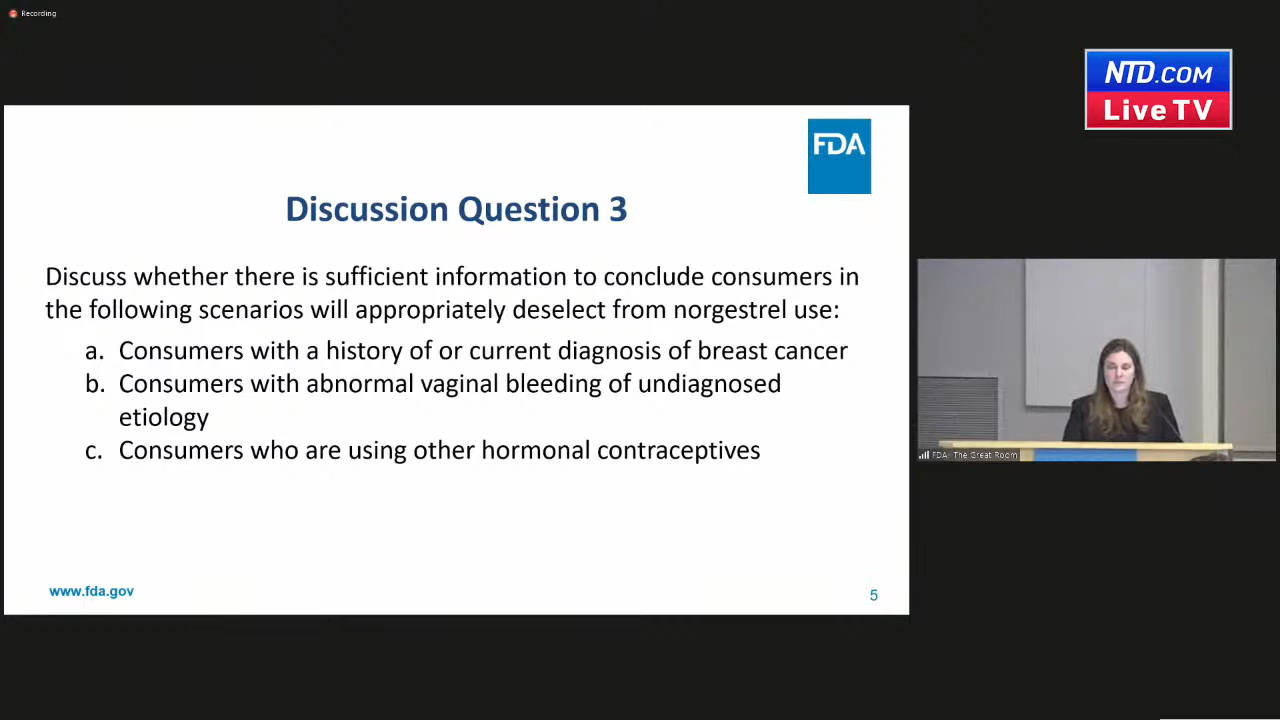 Recording
NTD.COM
Live TV
FDA
Discussion Question 3
Discuss whether there is sufficient information to conclude consumers in
the following scenarios will appropriately deselect from norgestrel use:
a. Consumers with a history of or current diagnosis of breast cancer
b. Consumers with abnormal vaginal bleeding of undiagnosed
etiology
c. Consumers who are using other hormonal contraceptives
FDA- The Great Room
www.fda.gov
5